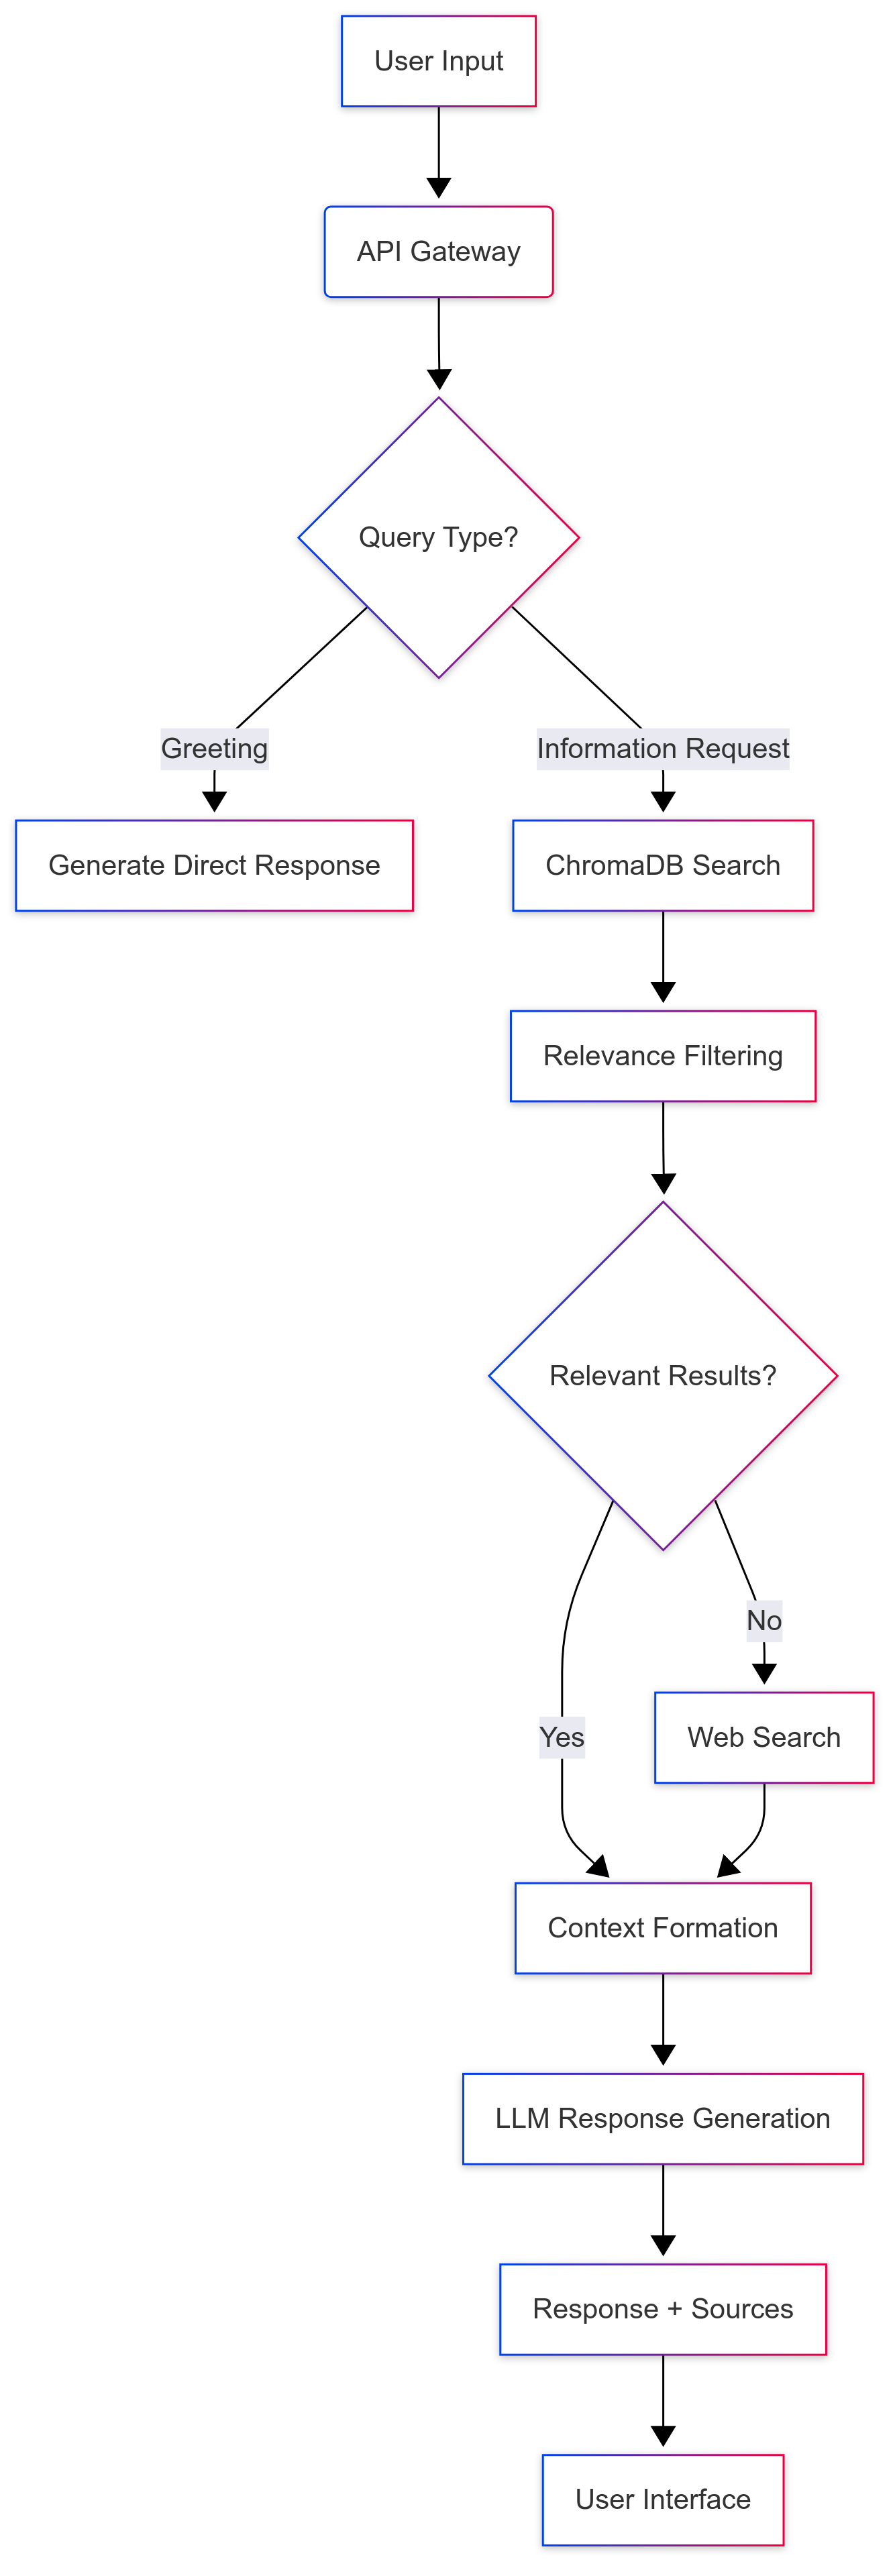 User Input
API Gateway
Query Type?
Greeting
Information Request
Generate Direct Response
ChromaDB Search
Relevance Filtering
Relevant Results?
No
Yes
Web Search
Context Formation
LLM Response Generation
Response + Sources
User Interface